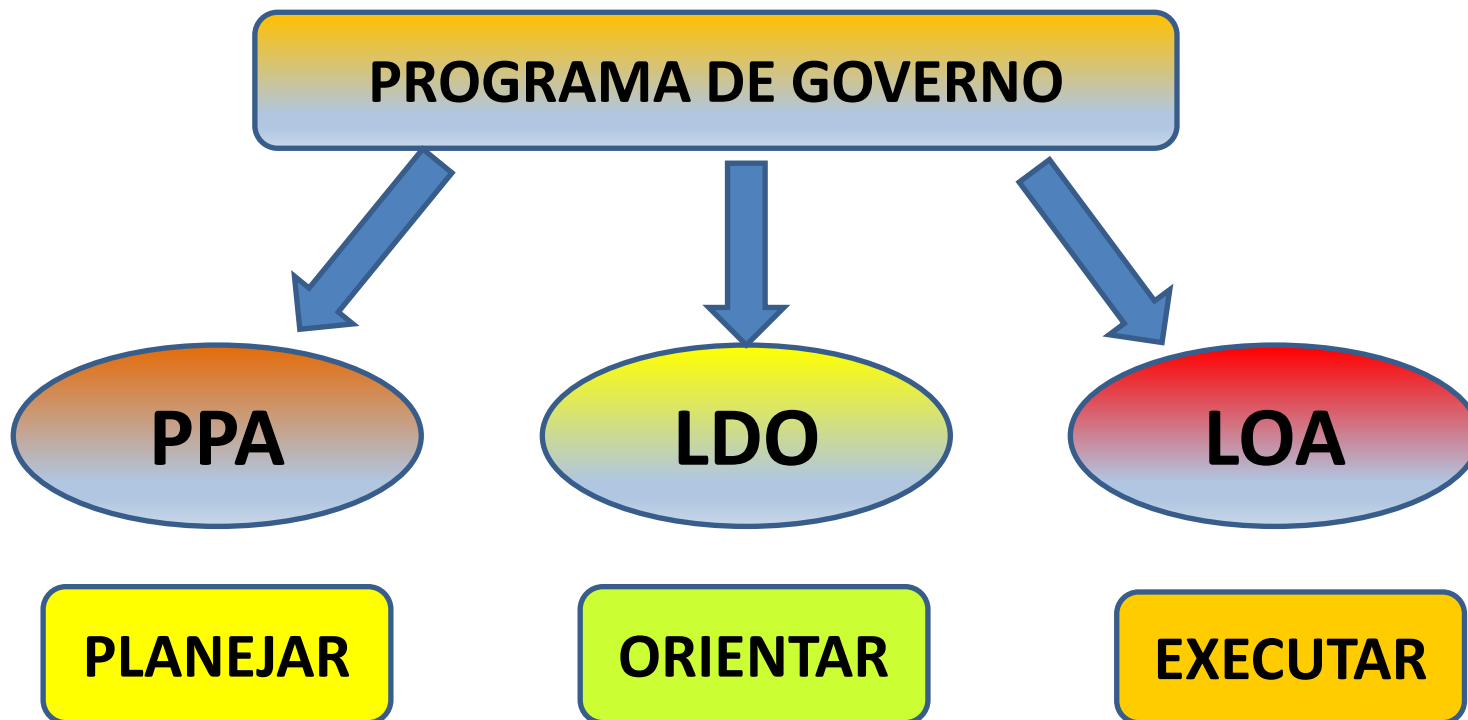 PROGRAMA DE GOVERNO
PPA
LDO
LOA
PLANEJAR
ORIENTAR
EXECUTAR